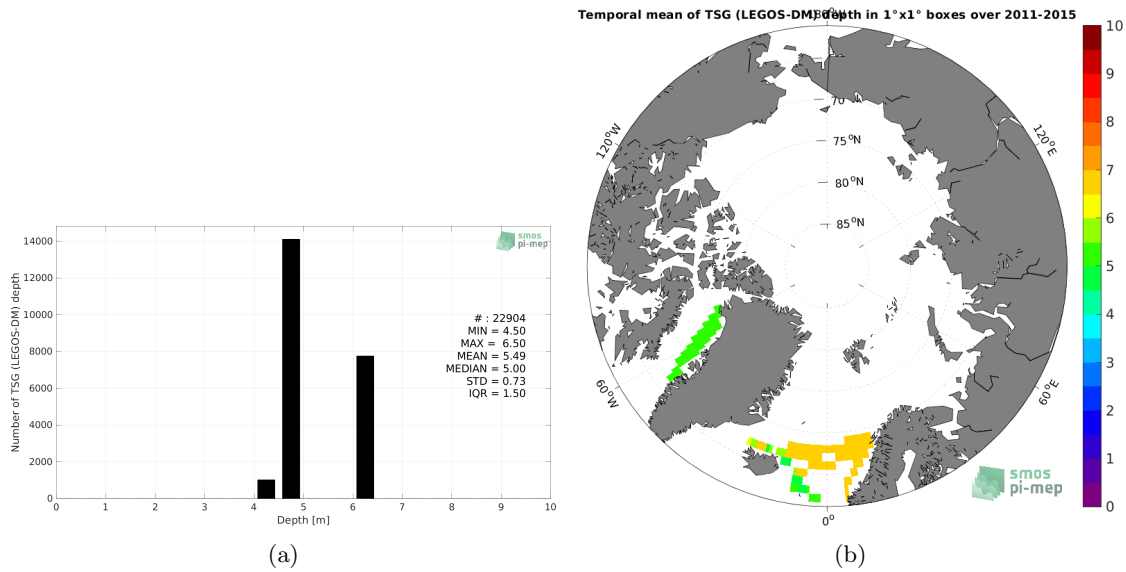 Number of TSG (LEGOS-DM) depth
14000
12000
10000
8000
6000
4000
2000
0
0 1 2 3 4 5 6 7 8 9 10
Depth [m]
smos
pi-mep
# : 22904
MIN = 4.50
MAX = 6.50
MEAN = 5.49
MEDIAN = 5.00
STD = 0.73
IQR = 1.50
(a)
Temporal mean of TSG (LEGOS-DM) depth in 1°x1° boxes over 2011-2015
180°W
70
75°N
80°N
85°N
120°W
120°E
60°W
60°E
0°
smos
pi-mep
10
9
8
7
6
5
4
3
2
1
0
(b)